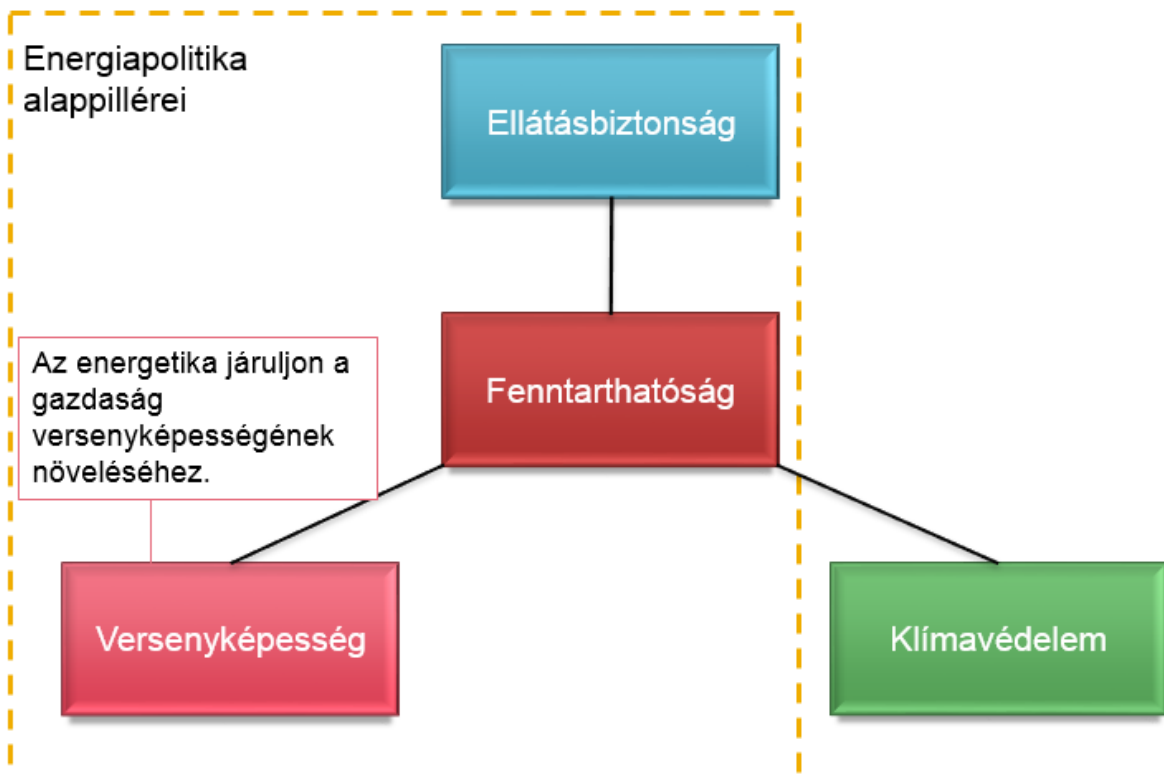 Energiapolitika
alappillérei
Ellátásbiztonság
Fenntarthatóság
Az energetika járuljon a
gazdaság
versenyképességének
növeléséhez.
Versenyképesség
Klímavédelem